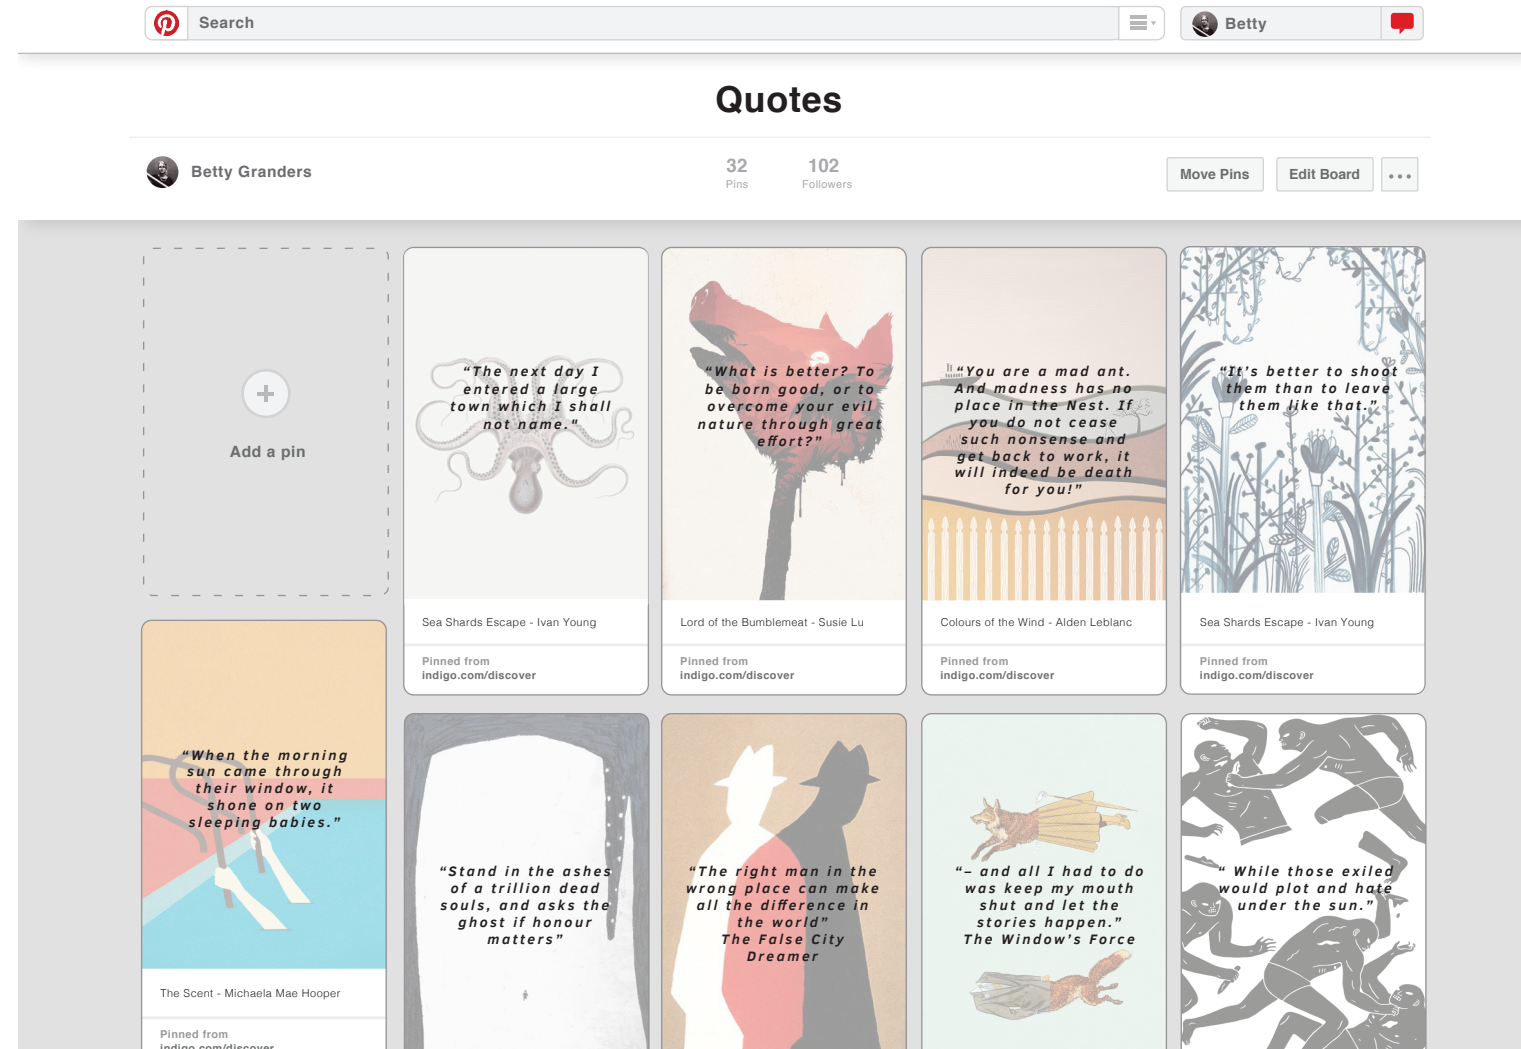 Search
Betty
Quotes
Betty Granders
32
Pins
102
Followers
Move Pins
Edit Board
Add a pin
“The next day I
entered a large
town which I shall
not name."
Sea Shards Escape - Ivan Young
Pinned from
indigo.com/discover
“What is better? To
be born good, or to
overcome your evil
nature through great
effort?”
Lord of the Bumblemeat - Susie Lu
Pinned from
indigo.com/discover
“You are a mad ant.
And madness has no
place in the Nest. If
you do not cease
such nonsense and
get back to work, it
will indeed be death
for you!”
Colours of the Wind - Alden Leblanc
Pinned from
indigo.com/discover
“It’s better to shoot
them than to leave
them like that.”
Sea Shards Escape - Ivan Young
Pinned from
indigo.com/discover
“When the morning
sun came through
their window, it
shone on two
sleeping babies.”
The Scent - Michaela Mae Hooper
Pinned from
indigo.com/discover
“Stand in the ashes
of a trillion dead
souls, and asks the
ghost if honour
matters”
“The right man in the
wrong place can make
all the difference in
the world”
The False City
Dreamer
“– and all I had to do
was keep my mouth
shut and let the
stories happen.”
The Window’s Force
“ While those exiled
would plot and hate
under the sun.”